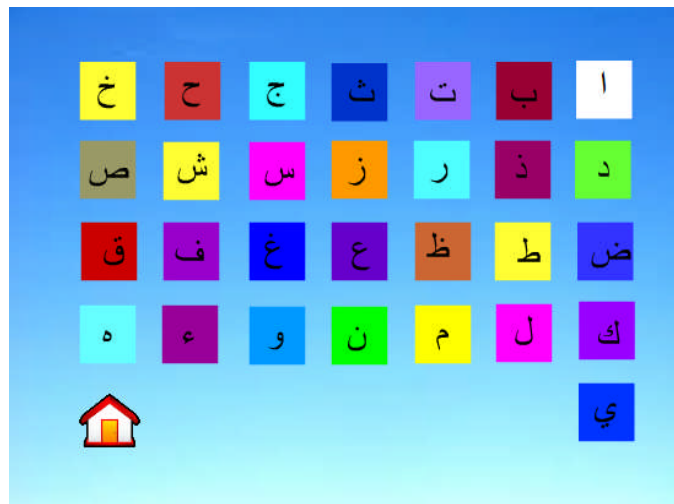 ا ب ت ث ج ح خ
د ذ ر ز س ش ص
ض ط ظ ع غ ف ق
ك ل م ن و ء ه
ي